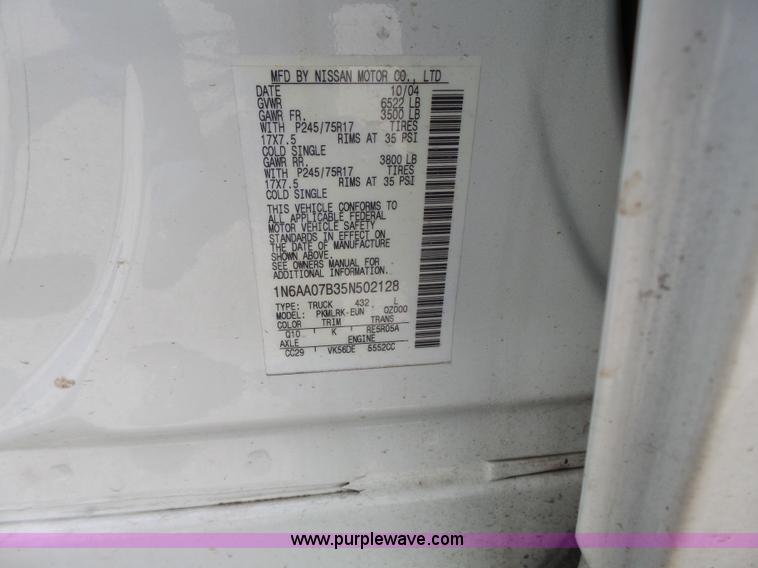 MFD BY NISSAN MOTOR CO., LTD
DATE 10/04
GVWR 6522 LB
GAWR FR. 3500 LB
WITH P245/75R17 TIRES
17X7.5 RIMS AT 35 PSI
COLD SINGLE
GAWR RR. 3800 LB
WITH P245/75R17 TIRES
17X7.5 RIMS AT 35 PSI
COLD SINGLE
THIS VEHICLE CONFORMS TO
ALL APPLICABLE FEDERAL
MOTOR VEHICLE SAFETY
STANDARDS IN EFFECT ON
THE DATE OF MANUFACTURE
SHOWN ABOVE.
SEE OWNERS MANUAL FOR
ADDITIONAL INFORMATION.
1N6AA07B35N502128
TYPE: TRUCK 432 L
MODEL: PKMLRK-EUN 0Z000
COLOR TRIM TRANS
Q10 K RE5R05A
AXLE ENGINE
CC29 VK56DE 5552CC
www.purplewave.com